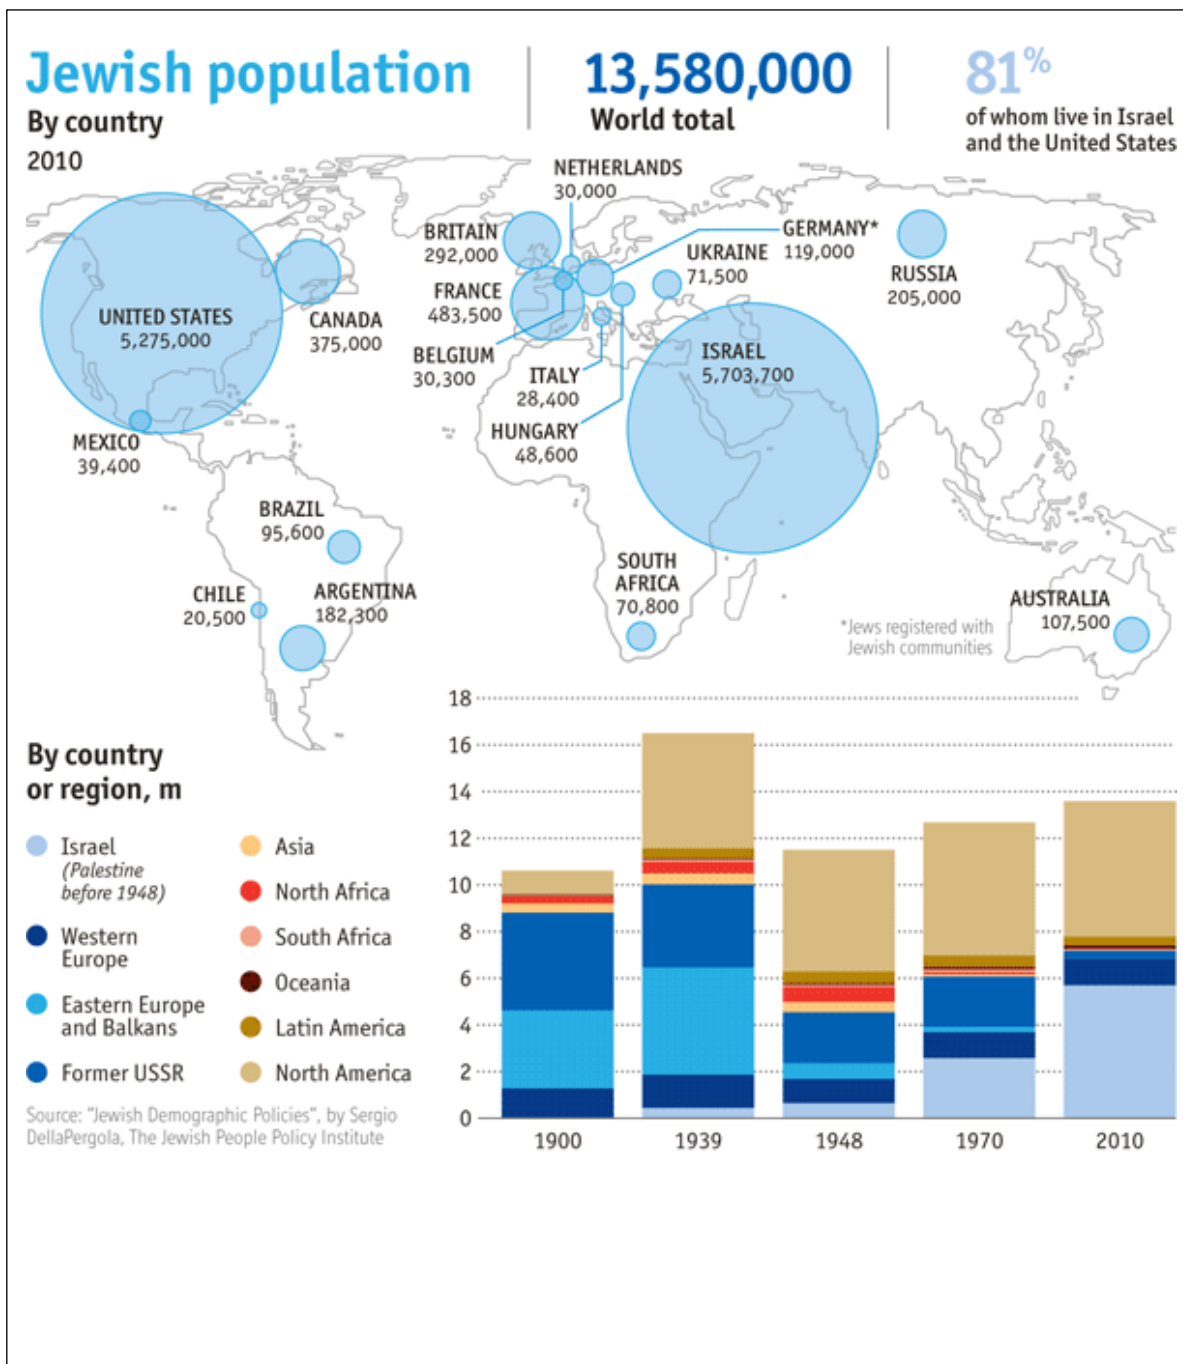 Jewish population
By country
2010
13,580,000
World total
81%
of whom live in Israel
and the United States
NETHERLANDS
30,000
BRITAIN
292,000
GERMANY*
119,000
UKRAINE
71,500
RUSSIA
205,000
FRANCE
483,500
UNITED STATES
5,275,000
CANADA
375,000
BELGIUM
30,300
ISRAEL
5,703,700
ITALY
28,400
HUNGARY
48,600
MEXICO
39,400
BRAZIL
95,600
SOUTH
AFRICA
70,800
CHILE
20,500
ARGENTINA
182,300
AUSTRALIA
107,500
*Jews registered with
Jewish communities
By country
or region, m
Israel
(Palestine
before 1948)
Western
Europe
Eastern Europe
and Balkans
Former USSR
Asia
North Africa
South Africa
Oceania
Latin America
North America
18
16
14
12
10
8
6
4
2
0
1900
1939
1948
1970
2010
Source: "Jewish Demographic Policies", by Sergio
DellaPergola, The Jewish People Policy Institute